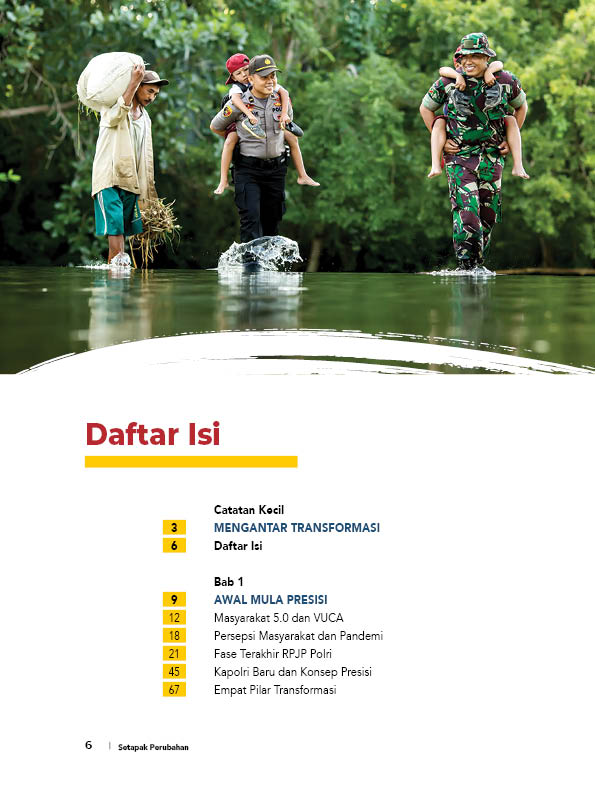 Daftar Isi
Catatan Kecil
3 MENGANTAR TRANSFORMASI
6 Daftar Isi
Bab 1
9 AWAL MULA PRESISI
12 Masyarakat 5.0 dan VUCA
18 Persepsi Masyarakat dan Pandemi
21 Fase Terakhir RPJP Polri
45 Kapolri Baru dan Konsep Presisi
67 Empat Pilar Transformasi
6 | Setapak Perubahan